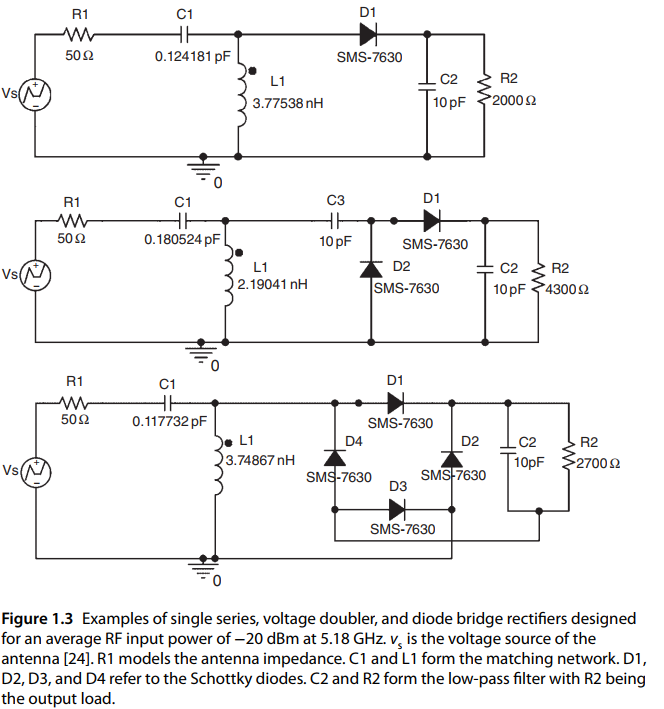 R1 C1 D1
50 Ω 0.124181 pF SMS-7630
Vs
L1
3.77538 nH
C2
10 pF
R2
2000 Ω
0
R1 C1 C3 D1
50 Ω 0.180524 pF 10 pF SMS-7630
Vs
L1
2.19041 nH
D2
SMS-7630
C2
10 pF
R2
4300 Ω
0
R1 C1 D1
50 Ω 0.117732 pF SMS-7630
Vs
L1
3.74867 nH
D4
SMS-7630
D2
SMS-7630
D3
SMS-7630
C2
10pF
R2
2700 Ω
0
Figure 1.3 Examples of single series, voltage doubler, and diode bridge rectifiers designed
for an average RF input power of −20 dBm at 5.18 GHz. vs is the voltage source of the
antenna [24]. R1 models the antenna impedance. C1 and L1 form the matching network. D1,
D2, D3, and D4 refer to the Schottky diodes. C2 and R2 form the low-pass filter with R2 being
the output load.